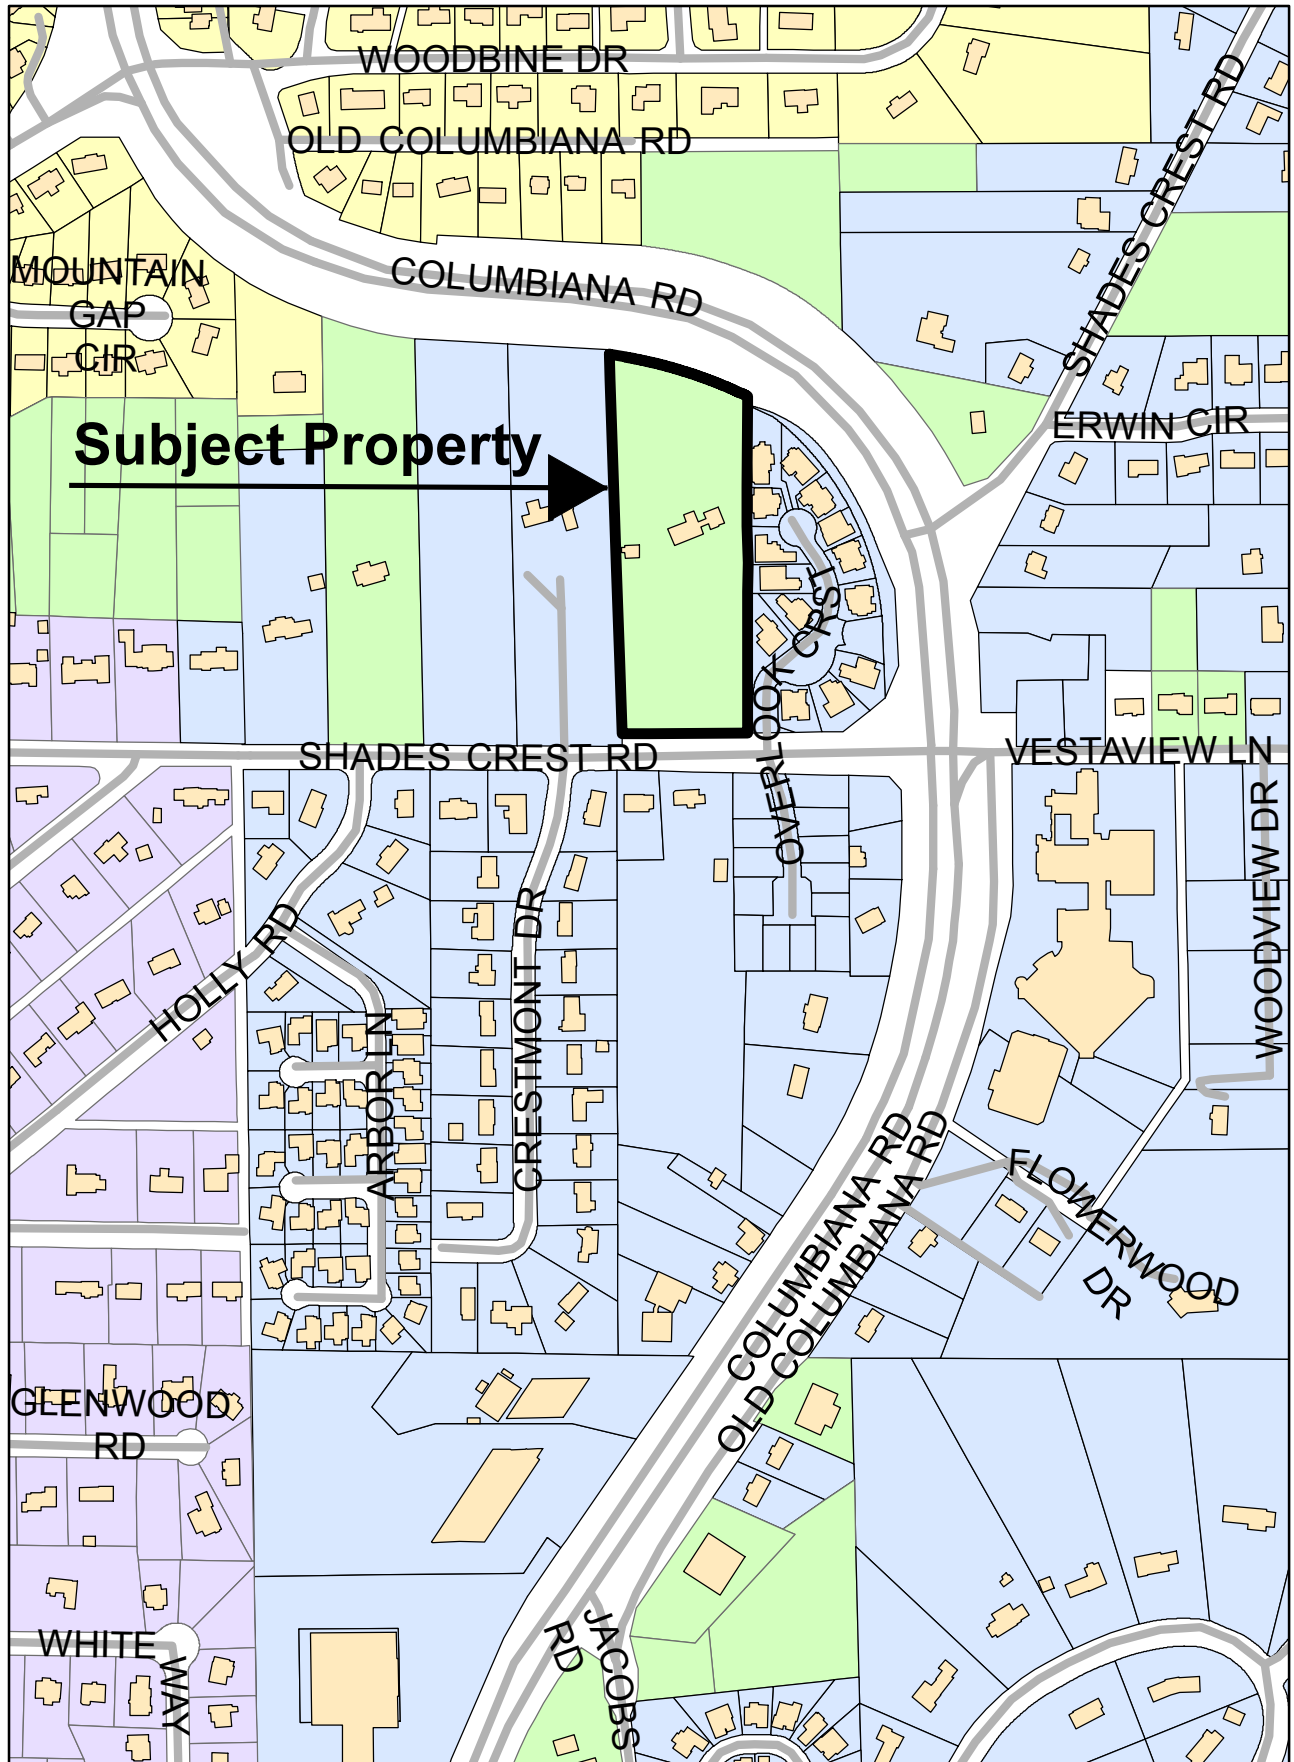 WOODBINE DR
OLD COLUMBIANA RD
SHADES CREST RD
MOUNTAIN
GAP
CIR
COLUMBIANA RD
ERWIN CIR
Subject Property
OVERLOOK CRST
SHADES CREST RD
VESTAVIEW LN
OVERLOOK
WOODVIEW DR
HOLLY RD
CRESTMONT DR
ARBOR LN
COLUMBIANA RD
OLD COLUMBIANA RD
FLOWERWOOD
DR
GLENWOOD
RD
WHITE WAY
JACOBS
RD